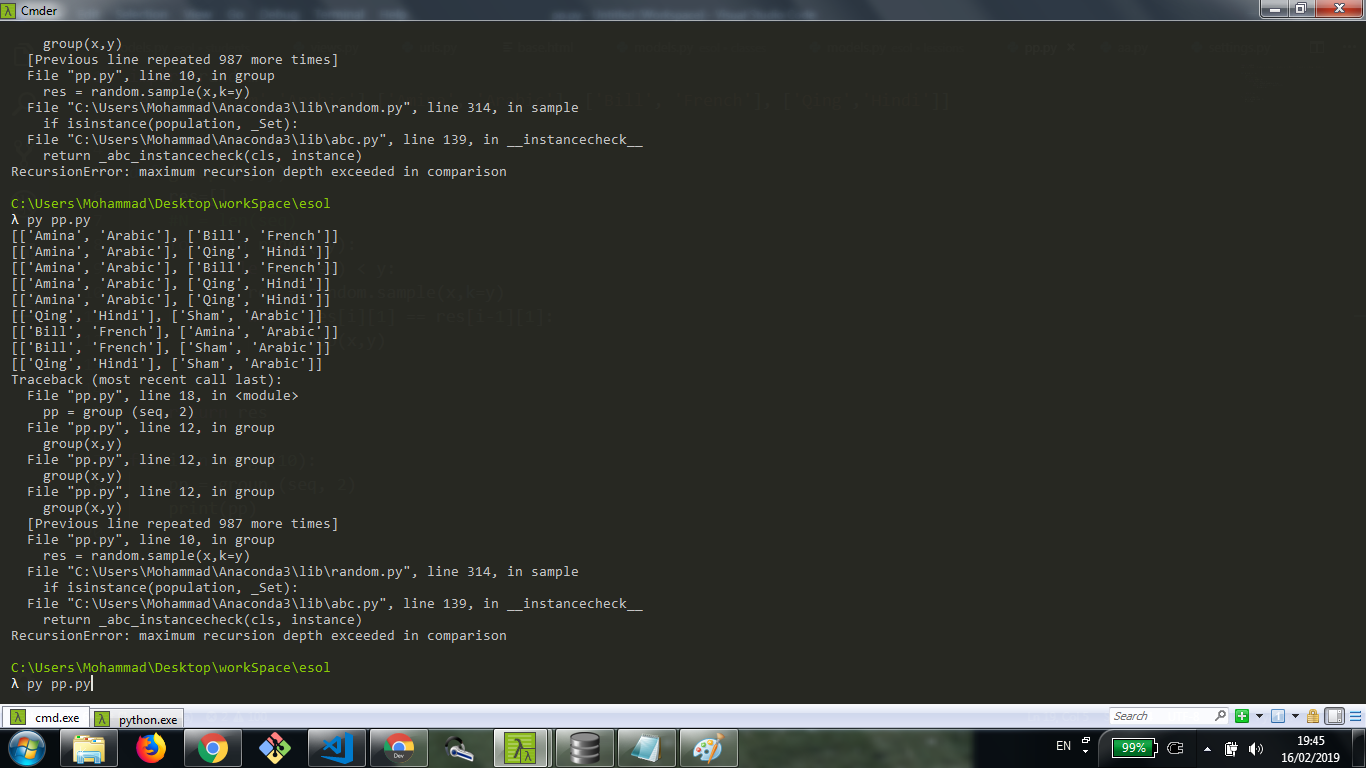 Cmder
group(x,y)
[Previous line repeated 987 more times]
File "pp.py", line 10, in group
res = random.sample(x,k=y)
File "C:\Users\Mohammad\Anaconda3\lib\random.py", line 314, in sample
if isinstance(population, _Set):
File "C:\Users\Mohammad\Anaconda3\lib\abc.py", line 139, in __instancecheck__
return _abc_instancecheck(cls, instance)
RecursionError: maximum recursion depth exceeded in comparison
C:\Users\Mohammad\Desktop\workSpace\esol
λ py pp.py
[['Amina', 'Arabic'], ['Bill', 'French']]
[['Amina', 'Arabic'], ['Qing', 'Hindi']]
[['Amina', 'Arabic'], ['Bill', 'French']]
[['Amina', 'Arabic'], ['Qing', 'Hindi']]
[['Amina', 'Arabic'], ['Qing', 'Hindi']]
[['Qing', 'Hindi'], ['Sham', 'Arabic']]
[['Bill', 'French'], ['Amina', 'Arabic']]
[['Bill', 'French'], ['Sham', 'Arabic']]
[['Qing', 'Hindi'], ['Sham', 'Arabic']]
Traceback (most recent call last):
File "pp.py", line 18, in <module>
pp = group (seq, 2)
File "pp.py", line 12, in group
group(x,y)
File "pp.py", line 12, in group
group(x,y)
File "pp.py", line 12, in group
group(x,y)
[Previous line repeated 987 more times]
File "pp.py", line 10, in group
res = random.sample(x,k=y)
File "C:\Users\Mohammad\Anaconda3\lib\random.py", line 314, in sample
if isinstance(population, _Set):
File "C:\Users\Mohammad\Anaconda3\lib\abc.py", line 139, in __instancecheck__
return _abc_instancecheck(cls, instance)
RecursionError: maximum recursion depth exceeded in comparison
C:\Users\Mohammad\Desktop\workSpace\esol
λ py pp.py
cmd.exe
python.exe
Search
Dev
EN
99%
19:45
16/02/2019